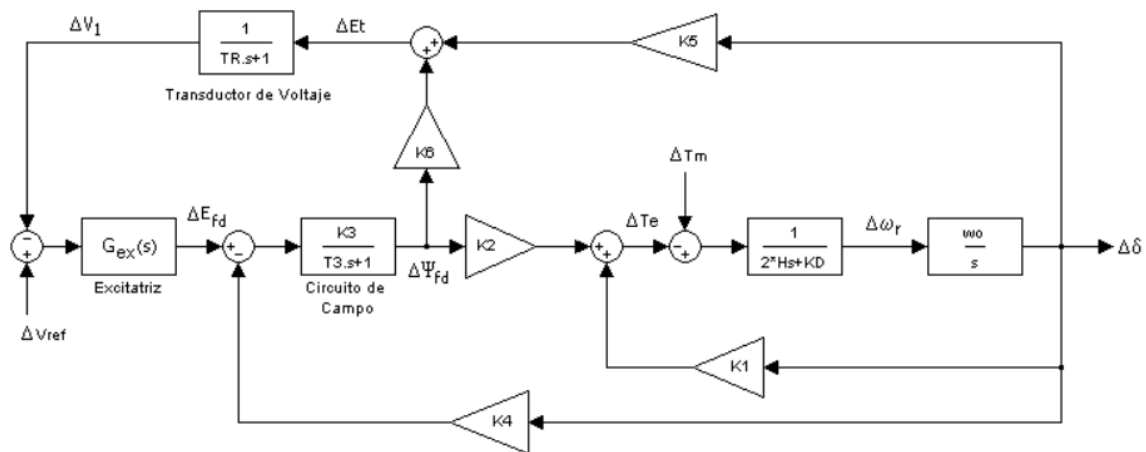 ΔV1
1
TR.s+1
ΔEt
+
+
K5
Transductor de Voltaje
K6
ΔTm
ΔEfd
-
+
Gex(s)
+
-
K3
T3.s+1
K2
ΔTe
+
+
-
+
1
2*Hs+KD
Δωr
wo
s
Δδ
Excitatriz
Circuito de
Campo
ΔΨfd
ΔVref
K1
K4